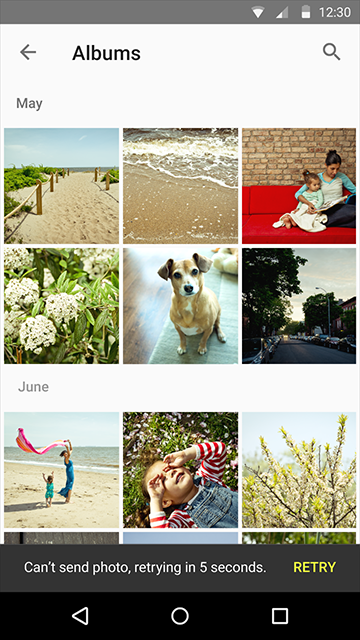 12:30
Albums
May
June
Can't send photo, retrying in 5 seconds. RETRY